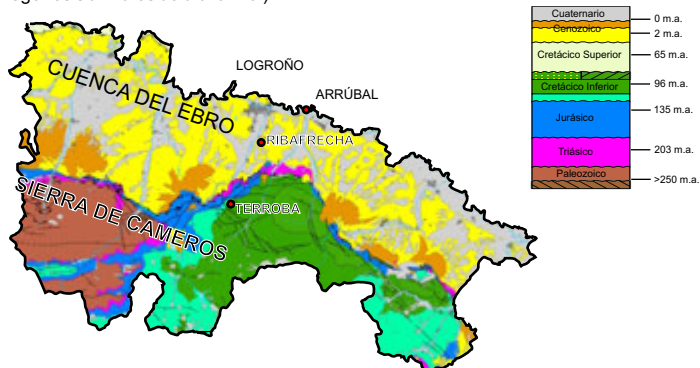 LOGROÑO
ARRÚBAL
CUENCA DEL EBRO
RIBAFRECHA
SIERRA DE CAMEROS
TERROBA
Cuaternario
0 m.a.
Cenozoico
2 m.a.
Cretácico Superior
65 m.a.
Cretácico Inferior
96 m.a.
135 m.a.
Jurásico
Triásico
203 m.a.
Paleozoico
>250 m.a.